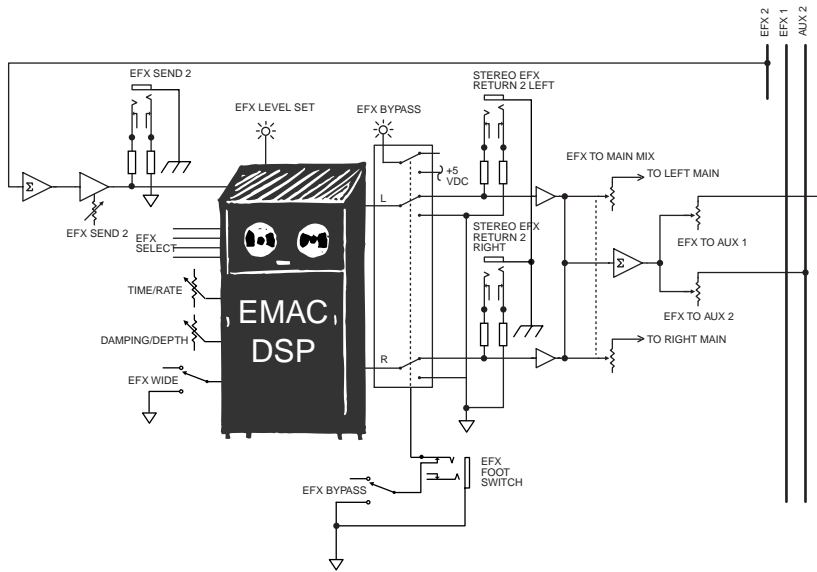 EFX 2
EFX 1
AUX 2
EFX SEND 2
STEREO EFX
RETURN 2 LEFT
EFX LEVEL SET
EFX BYPASS
+5
VDC
EFX TO MAIN MIX
TO LEFT MAIN
Σ
EFX SEND 2
L
EFX
SELECT
STEREO EFX
RETURN 2
RIGHT
Σ
EFX TO AUX 1
TIME/RATE
EMAC
DSP
EFX TO AUX 2
DAMPING/DEPTH
TO RIGHT MAIN
R
EFX WIDE
EFX
FOOT
SWITCH
EFX BYPASS